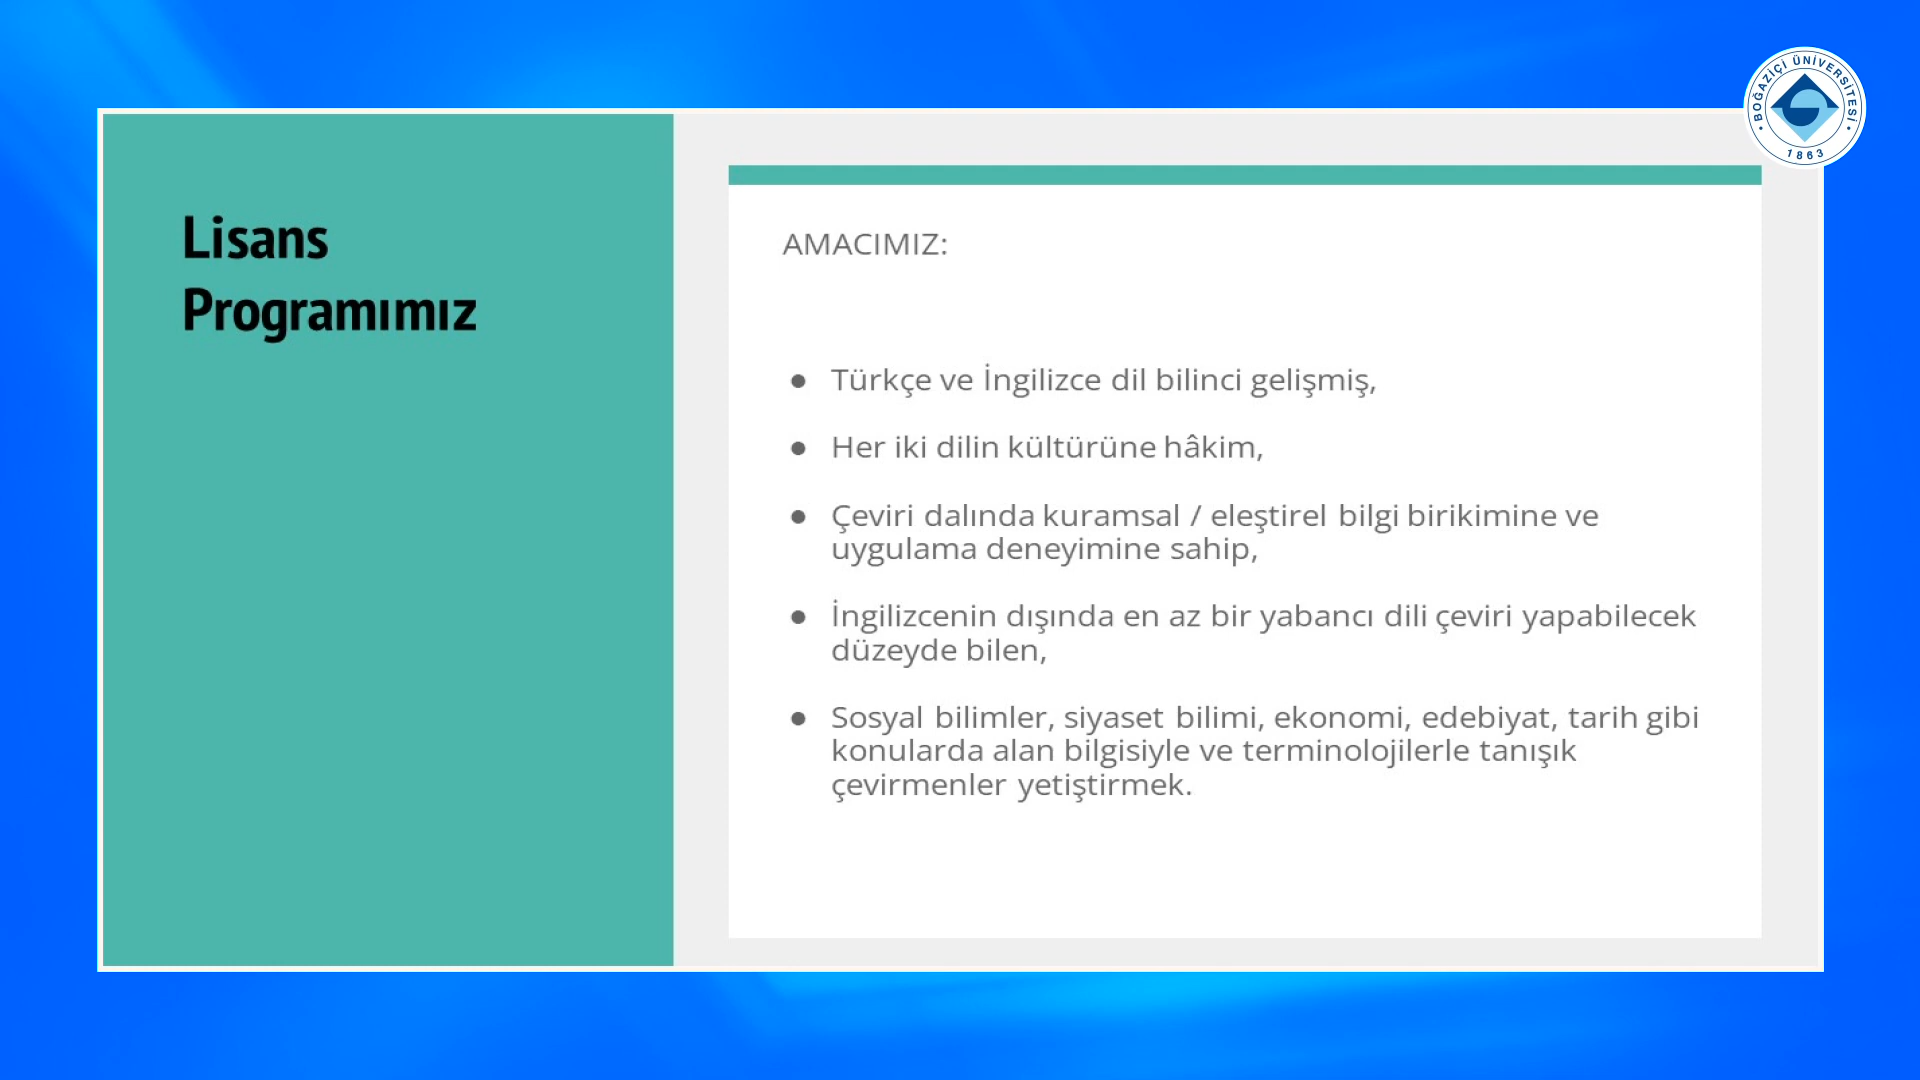 BOĞAZİÇİ ÜNİVERSİTESİ
1863
Lisans
Programımız
AMACIMIZ:
● Türkçe ve İngilizce dil bilinci gelişmiş,
● Her iki dilin kültürüne hâkim,
● Çeviri dalında kuramsal / eleştirel bilgi birikimine ve
uygulama deneyimine sahip,
● İngilizcenin dışında en az bir yabancı dili çeviri yapabilecek
düzeyde bilen,
● Sosyal bilimler, siyaset bilimi, ekonomi, edebiyat, tarih gibi
konularda alan bilgisiyle ve terminolojilerle tanışık
çevirmenler yetiştirmek.